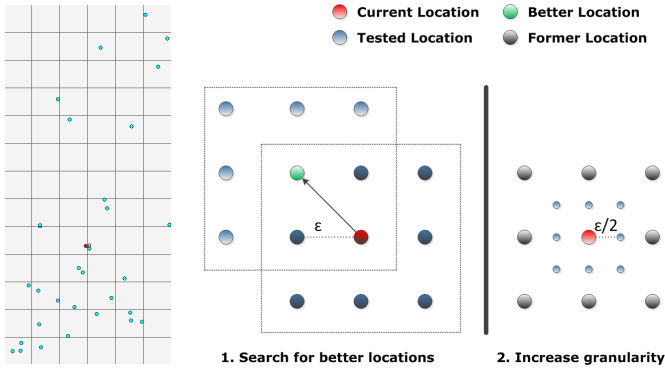 Current Location
Better Location
Tested Location
Former Location
ε
ε/2
1. Search for better locations
2. Increase granularity